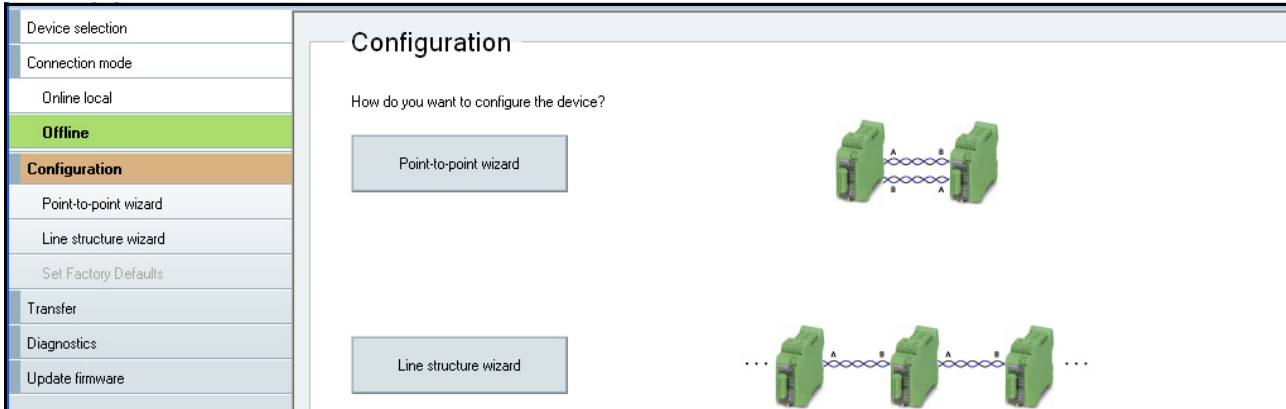 Device selection
Connection mode
Online local
Offline
Configuration
Point-to-point wizard
Line structure wizard
Set Factory Defaults
Transfer
Diagnostics
Update firmware
Configuration
How do you want to configure the device?
Point-to-point wizard
A B
B A
Line structure wizard
... A B A B ...